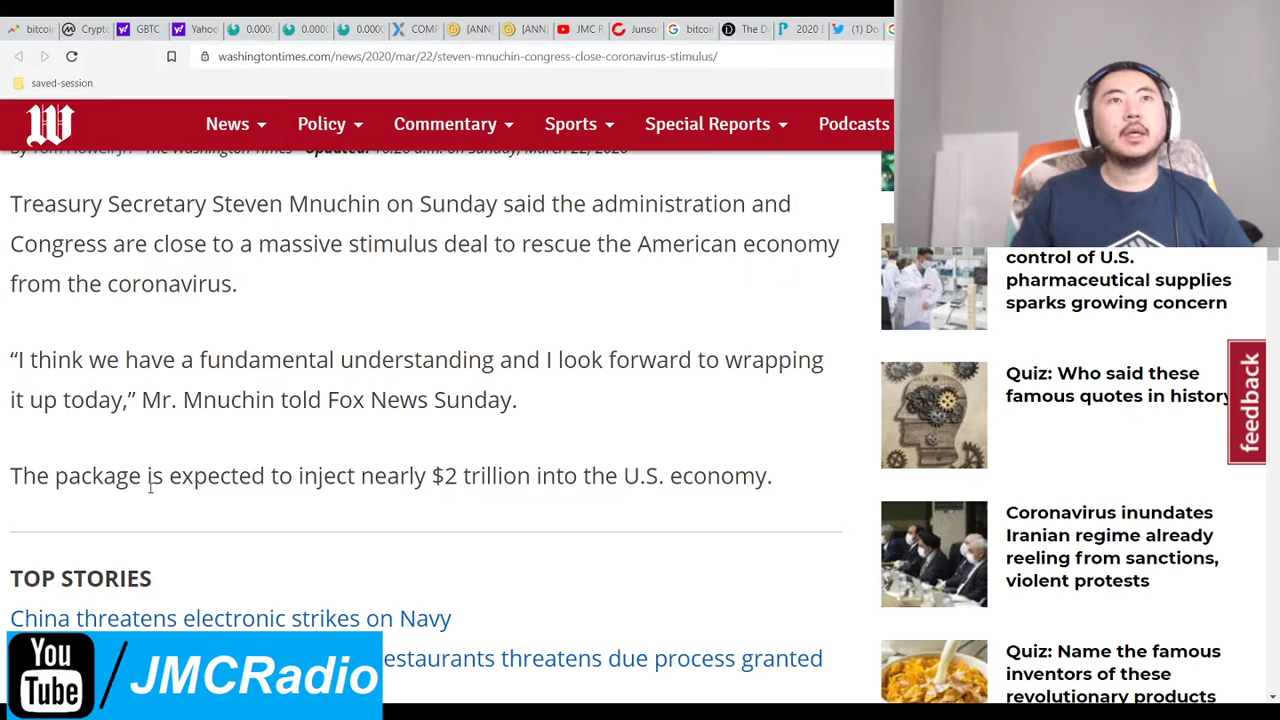 bitcoi
Crypto
GBTC
Yahoo
0.0000
0.0000
0.0000
COMP
[ANN]
[ANN]
JMC R
Junso
bitcoi
The D
2020 E
(1) Do
washingtontimes.com/news/2020/mar/22/steven-mnuchin-congress-close-coronavirus-stimulus/
saved-session
W
News
Policy
Commentary
Sports
Special Reports
Podcasts
By Tom Howell Jr. - The Washington Times - Updated: 10:28 a.m. on Sunday, March 22, 2020
Treasury Secretary Steven Mnuchin on Sunday said the administration and
Congress are close to a massive stimulus deal to rescue the American economy
from the coronavirus.
“I think we have a fundamental understanding and I look forward to wrapping
it up today,” Mr. Mnuchin told Fox News Sunday.
The package is expected to inject nearly $2 trillion into the U.S. economy.
TOP STORIES
China threatens electronic strikes on Navy
estaurants threatens due process granted
control of U.S.
pharmaceutical supplies
sparks growing concern
Quiz: Who said these
famous quotes in history
Coronavirus inundates
Iranian regime already
reeling from sanctions,
violent protests
Quiz: Name the famous
inventors of these
revolutionary products
feedback
You
Tube
/JMCRadio